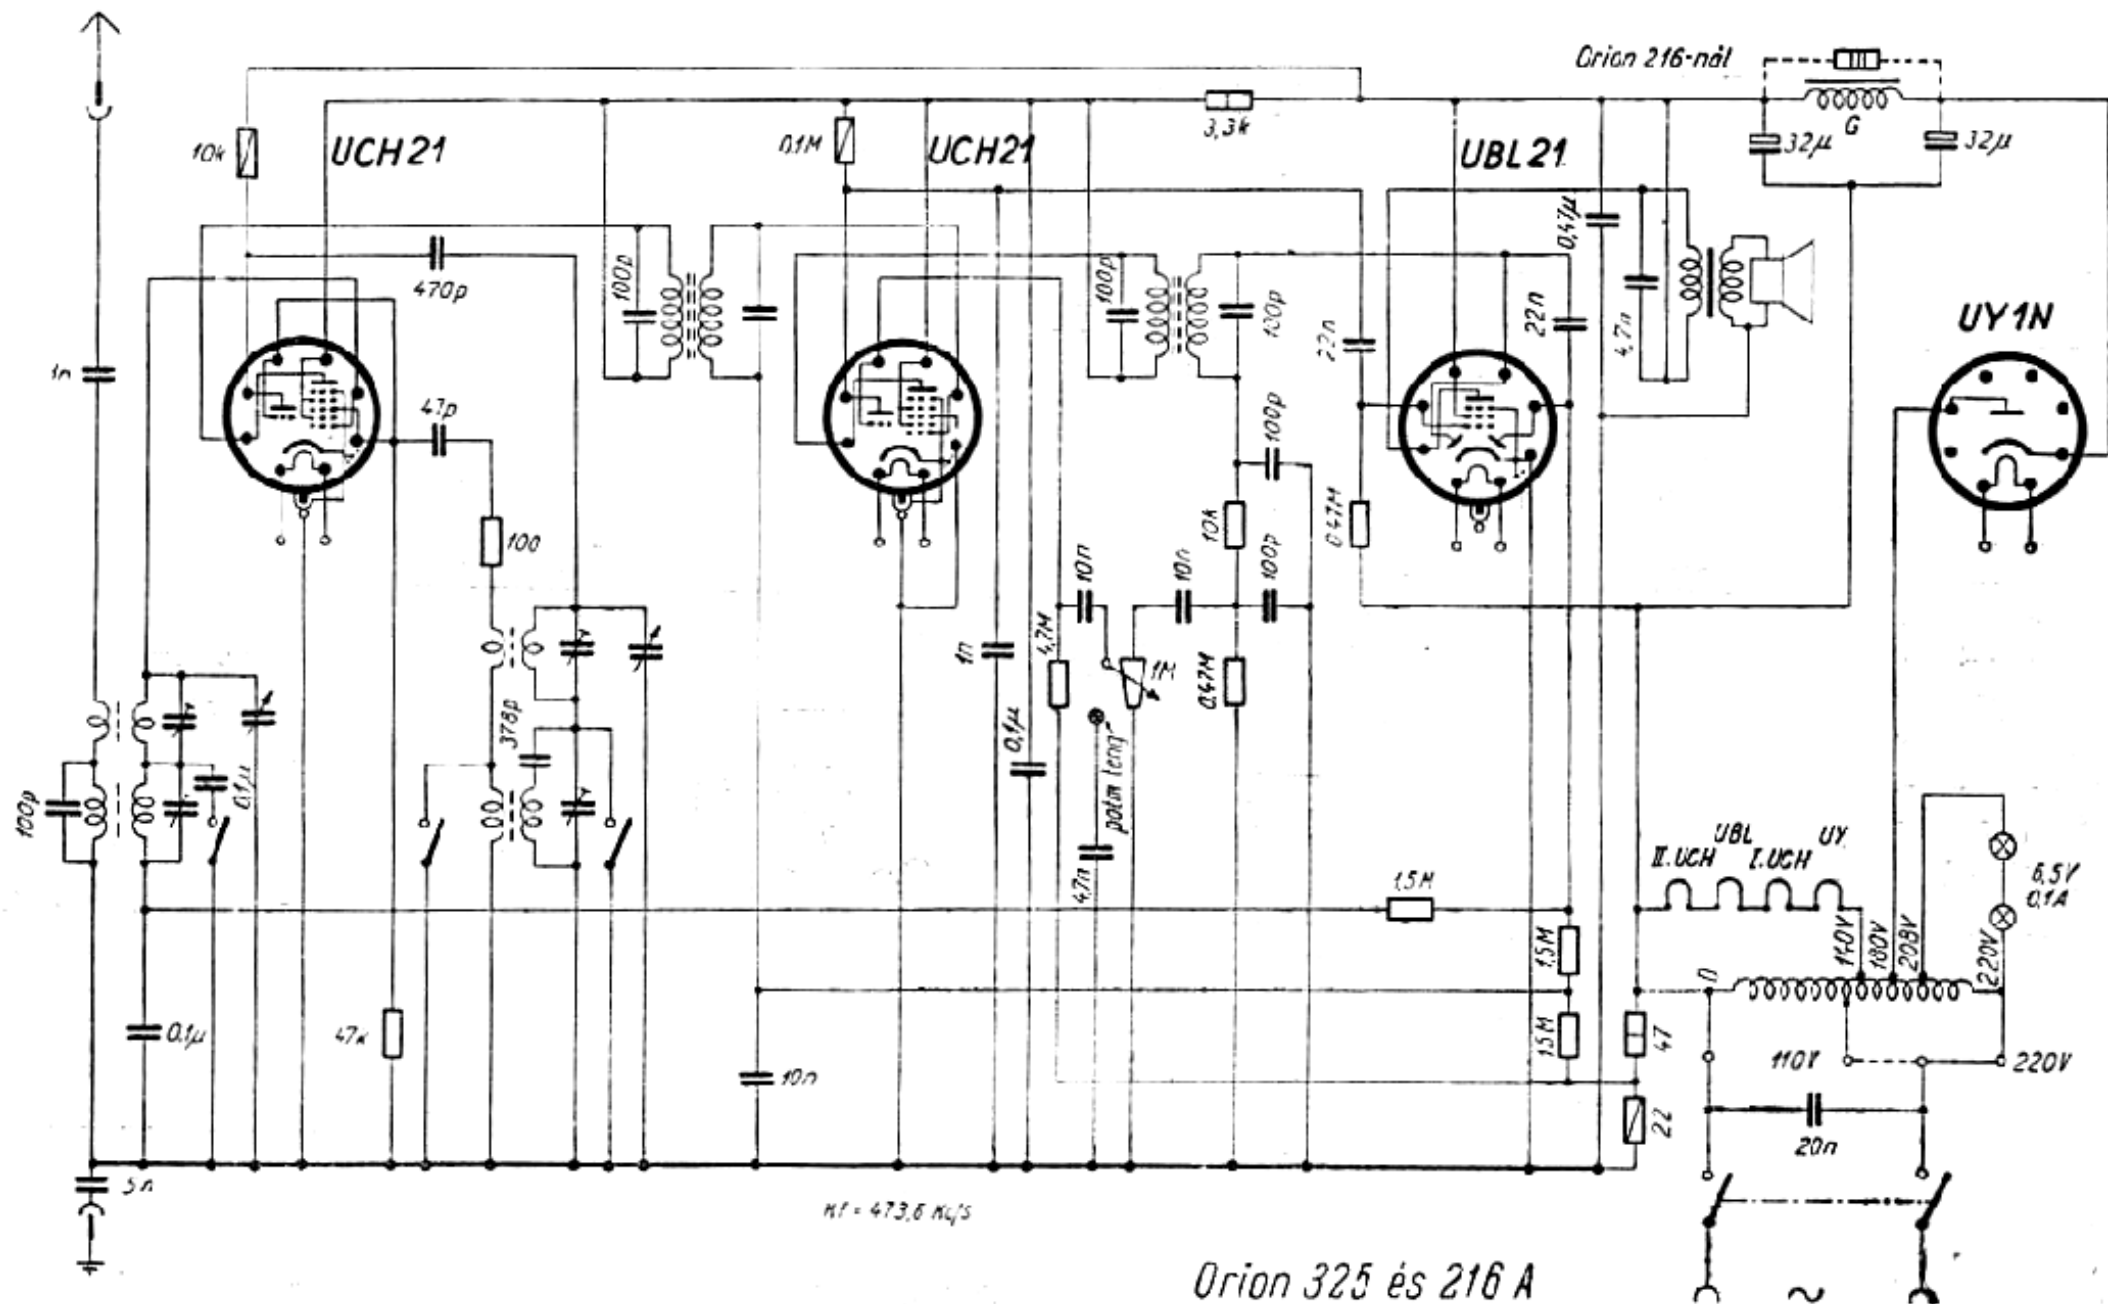 Orion 216-nál
10k
UCH21
0,1M
UCH21
3,3k
UBL21
G
32µ
32µ
470p
100p
100p
100p
22n
22n
0,47µ
4,7n
UY1N
1n
47p
100
100p
10k
100p
0,47M
10n
10n
4,7M
1M
0,47M
1n
0,1µ
378p
100p
0,1µ
potm leng
4,7n
1,5M
1,5M
1,5M
II. UCH
UBL
I. UCH
UY
6,5V
0,1A
140V
180V
208V
220V
0
0,1µ
47k
10n
47
22
110V
220V
20n
5n
Kf = 473,6 Kc/s
Orion 325 és 216 A
~